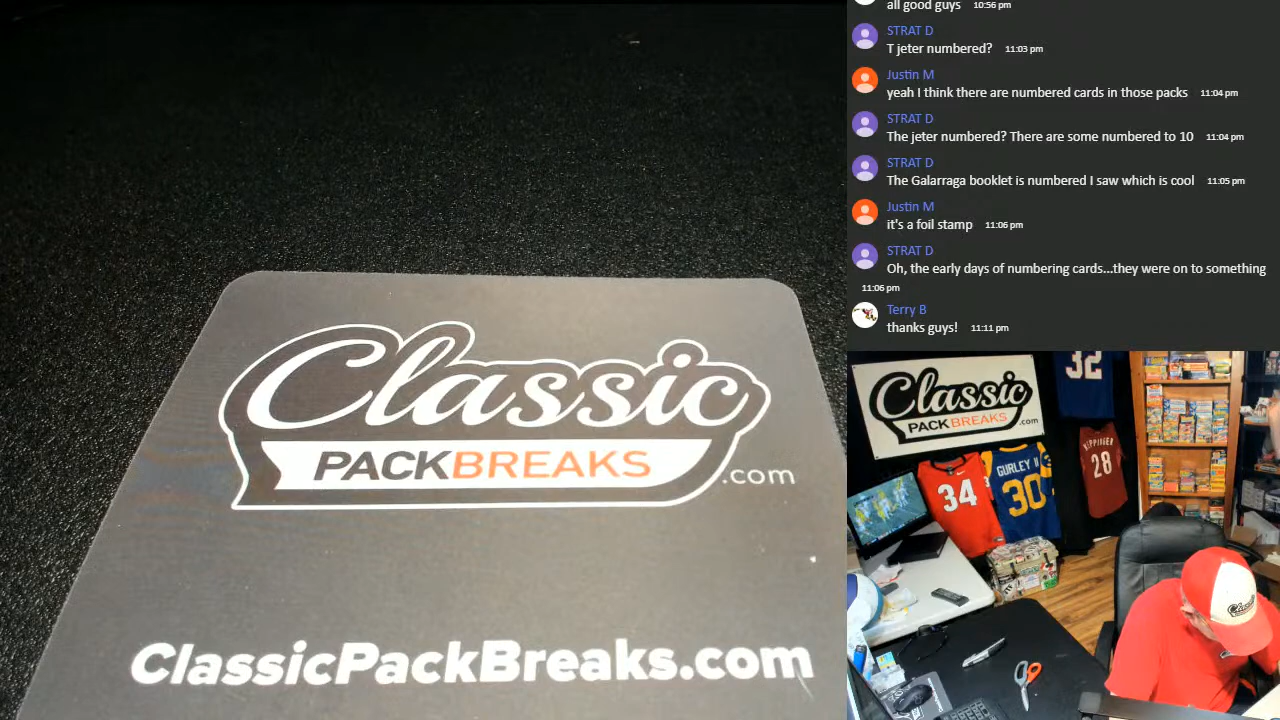 Classic
PACKBREAKS
.com
ClassicPackBreaks.com
all good guys 10:56 pm
STRAT D
T jeter numbered? 11:03 pm
Justin M
yeah I think there are numbered cards in those packs 11:04 pm
STRAT D
The jeter numbered? There are some numbered to 10 11:04 pm
STRAT D
The Galarraga booklet is numbered I saw which is cool 11:05 pm
Justin M
it's a foil stamp 11:06 pm
STRAT D
Oh, the early days of numbering cards...they were on to something
11:06 pm
Terry B
thanks guys! 11:11 pm
Classic
PACKBREAKS
.com
32
34
GURLEY II
30
KIPPINGER
28
Classic